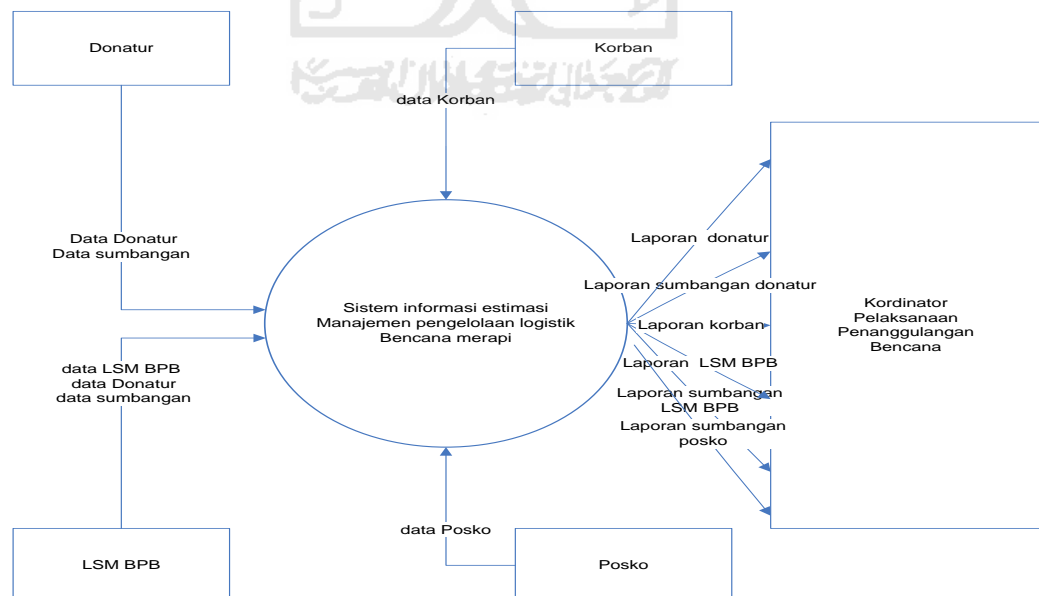 Donatur
Korban
data Korban
Data Donatur
Data sumbangan
Laporan donatur
Laporan sumbangan donatur
Sistem informasi estimasi
Manajemen pengelolaan logistik
Bencana merapi
Laporan korban
Kordinator
Pelaksanaan
Penanggulangan
Bencana
data LSM BPB
data Donatur
data sumbangan
Laporan LSM BPB
Laporan sumbangan
LSM BPB
Laporan sumbangan
posko
data Posko
LSM BPB
Posko